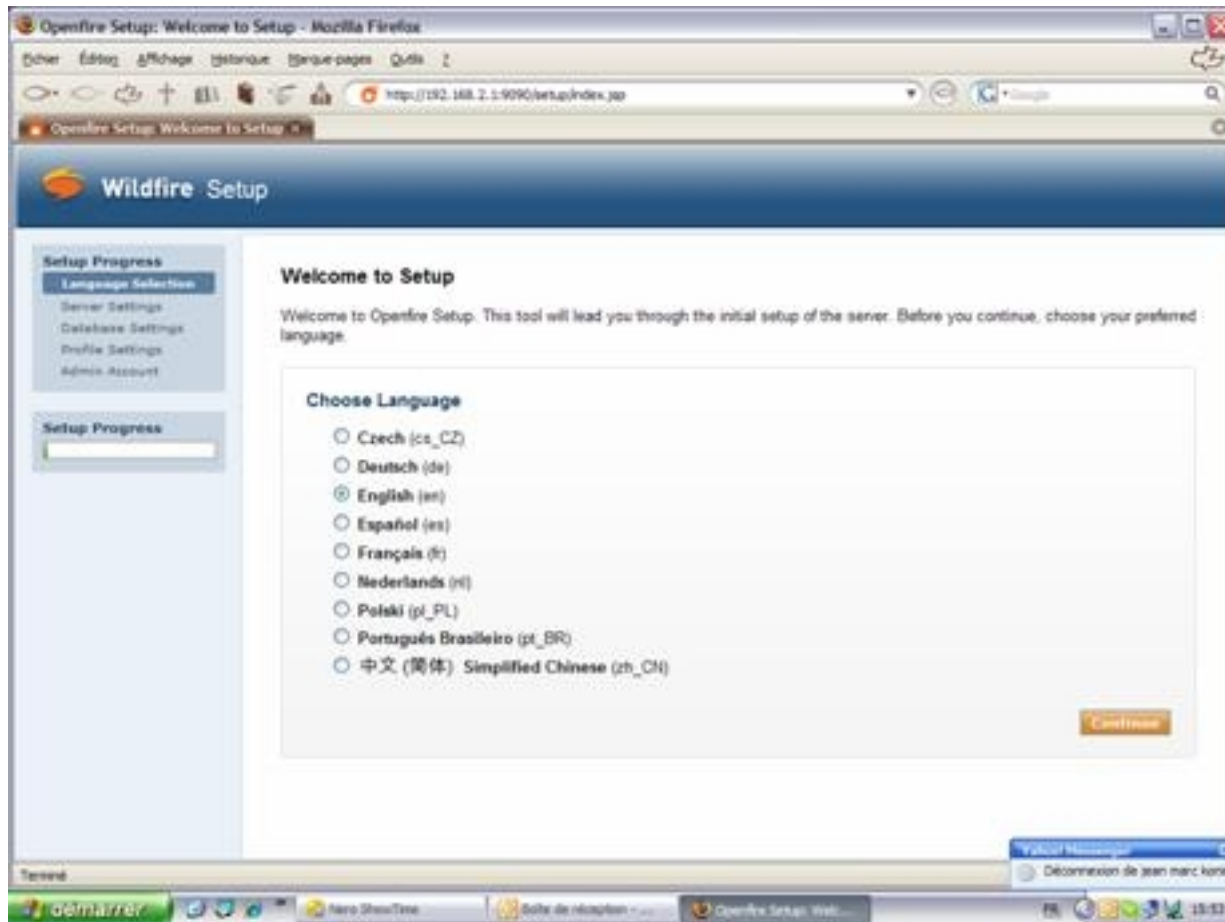 Openfire Setup: Welcome to Setup - Mozilla Firefox
Fichier Édition Affichage Historique Marque-pages Outils ?
http://192.168.2.1:9090/setup/index.jsp
Google
Openfire Setup: Welcome to Setup
Wildfire Setup
Setup Progress
Language Selection
Server Settings
Database Settings
Profile Settings
Admin Account
Setup Progress
Welcome to Setup
Welcome to Openfire Setup. This tool will lead you through the initial setup of the server. Before you continue, choose your preferred
language.
Choose Language
Czech (cs_CZ)
Deutsch (de)
English (en)
Español (es)
Français (fr)
Nederlands (nl)
Polski (pl_PL)
Português Brasileiro (pt_BR)
中文 (简体) Simplified Chinese (zh_CN)
Continue
Yahoo! Messenger
Déconnexion de jean marc
Terminé
démarrer
Nero ShowTime
Boîte de réception - ...
Openfire Setup: Wel...
FR